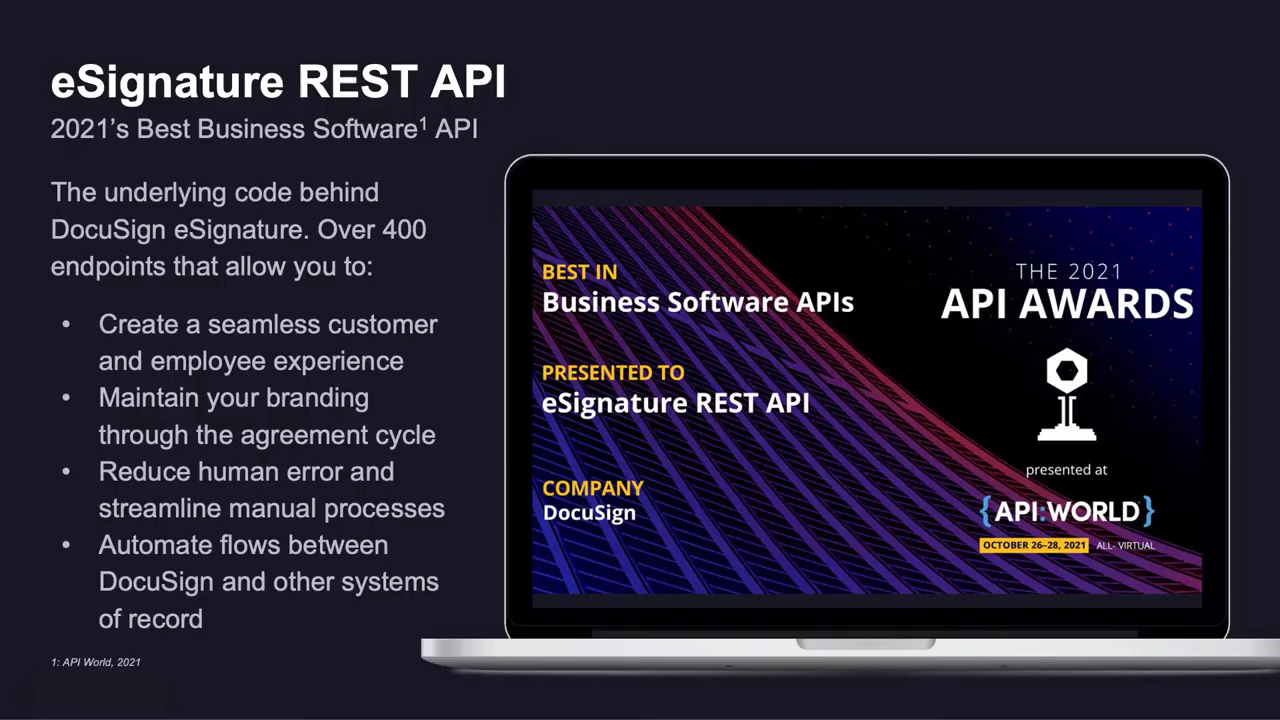 eSignature REST API
2021's Best Business Software¹ API
The underlying code behind
DocuSign eSignature. Over 400
endpoints that allow you to:
• Create a seamless customer
and employee experience
• Maintain your branding
through the agreement cycle
• Reduce human error and
streamline manual processes
• Automate flows between
DocuSign and other systems
of record
1: API World, 2021
BEST IN
Business Software APIs
PRESENTED TO
eSignature REST API
COMPANY
DocuSign
THE 2021
API AWARDS
presented at
{API:WORLD}
OCTOBER 26–28, 2021 ALL- VIRTUAL